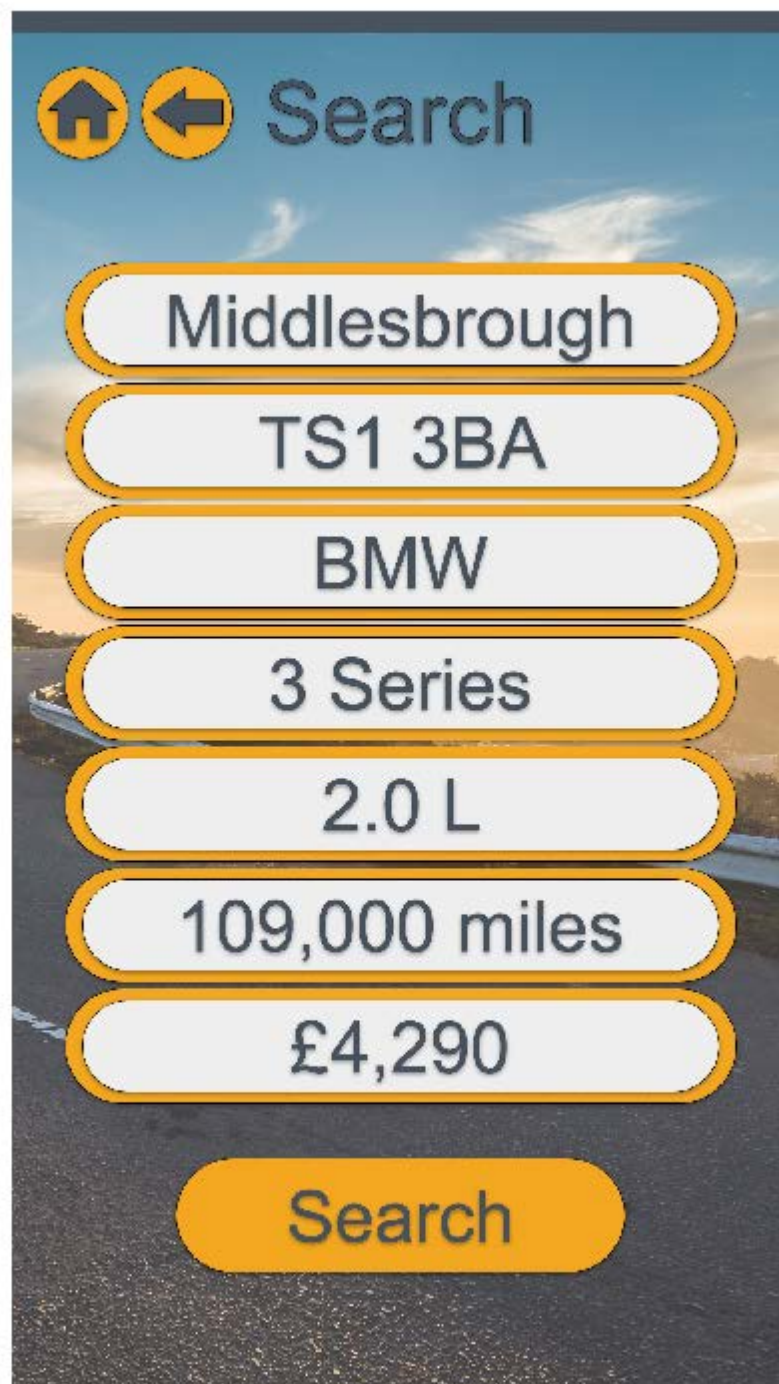 Search
Middlesbrough
TS1 3BA
BMW
3 Series
2.0 L
109,000 miles
£4,290
Search